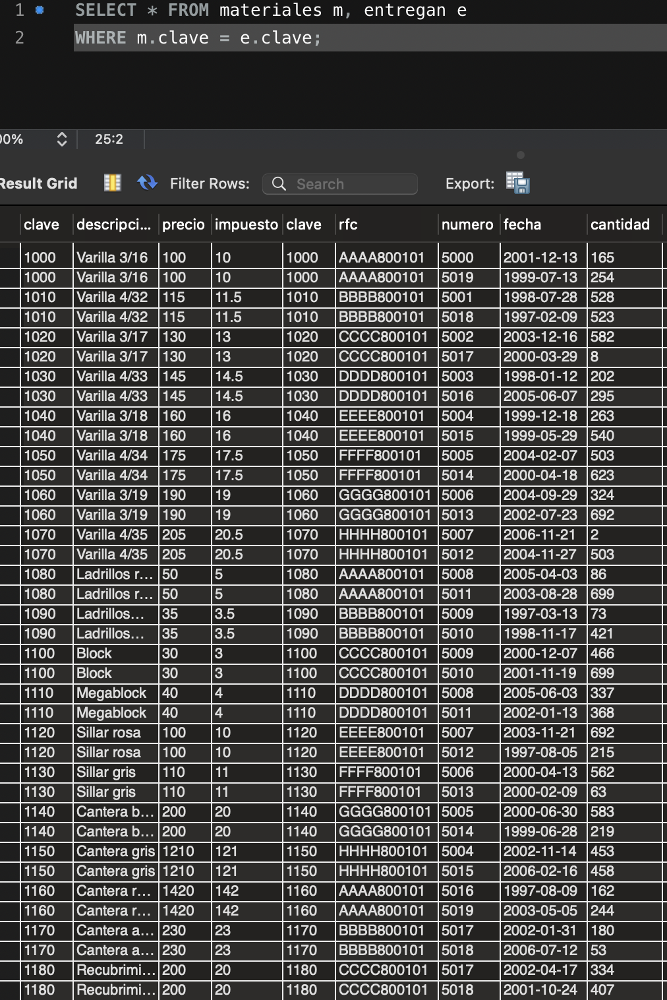 1 SELECT * FROM materiales m, entregan e
2 WHERE m.clave = e.clave;
00% 25:2
Result Grid Filter Rows: Search Export:
clave descripci... precio impuesto clave rfc numero fecha cantidad
1000 Varilla 3/16 100 10 1000 AAAA800101 5000 2001-12-13 165
1000 Varilla 3/16 100 10 1000 AAAA800101 5019 1999-07-13 254
1010 Varilla 4/32 115 11.5 1010 BBBB800101 5001 1998-07-28 528
1010 Varilla 4/32 115 11.5 1010 BBBB800101 5018 1997-02-09 523
1020 Varilla 3/17 130 13 1020 CCCC800101 5002 2003-12-16 582
1020 Varilla 3/17 130 13 1020 CCCC800101 5017 2000-03-29 8
1030 Varilla 4/33 145 14.5 1030 DDDD800101 5003 1998-01-12 202
1030 Varilla 4/33 145 14.5 1030 DDDD800101 5016 2005-06-07 295
1040 Varilla 3/18 160 16 1040 EEEE800101 5004 1999-12-18 263
1040 Varilla 3/18 160 16 1040 EEEE800101 5015 1999-05-29 540
1050 Varilla 4/34 175 17.5 1050 FFFF800101 5005 2004-02-07 503
1050 Varilla 4/34 175 17.5 1050 FFFF800101 5014 2000-04-18 623
1060 Varilla 3/19 190 19 1060 GGGG800101 5006 2004-09-29 324
1060 Varilla 3/19 190 19 1060 GGGG800101 5013 2002-07-23 692
1070 Varilla 4/35 205 20.5 1070 HHHH800101 5007 2006-11-21 2
1070 Varilla 4/35 205 20.5 1070 HHHH800101 5012 2004-11-27 503
1080 Ladrillos r... 50 5 1080 AAAA800101 5008 2005-04-03 86
1080 Ladrillos r... 50 5 1080 AAAA800101 5011 2003-08-28 699
1090 Ladrillos... 35 3.5 1090 BBBB800101 5009 1997-03-13 73
1090 Ladrillos... 35 3.5 1090 BBBB800101 5010 1998-11-17 421
1100 Block 30 3 1100 CCCC800101 5009 2000-12-07 466
1100 Block 30 3 1100 CCCC800101 5010 2001-11-19 699
1110 Megablock 40 4 1110 DDDD800101 5008 2005-06-03 337
1110 Megablock 40 4 1110 DDDD800101 5011 2002-01-13 368
1120 Sillar rosa 100 10 1120 EEEE800101 5007 2003-11-21 692
1120 Sillar rosa 100 10 1120 EEEE800101 5012 1997-08-05 215
1130 Sillar gris 110 11 1130 FFFF800101 5006 2000-04-13 562
1130 Sillar gris 110 11 1130 FFFF800101 5013 2000-02-09 63
1140 Cantera b... 200 20 1140 GGGG800101 5005 2000-06-30 583
1140 Cantera b... 200 20 1140 GGGG800101 5014 1999-06-28 219
1150 Cantera gris 1210 121 1150 HHHH800101 5004 2002-11-14 453
1150 Cantera gris 1210 121 1150 HHHH800101 5015 2006-02-16 458
1160 Cantera r... 1420 142 1160 AAAA800101 5016 1997-08-09 162
1160 Cantera r... 1420 142 1160 AAAA800101 5019 2003-05-05 244
1170 Cantera a... 230 23 1170 BBBB800101 5017 2002-01-31 180
1170 Cantera a... 230 23 1170 BBBB800101 5018 2006-07-12 53
1180 Recubrimi... 200 20 1180 CCCC800101 5017 2002-04-17 334
1180 Recubrimi... 200 20 1180 CCCC800101 5018 2001-10-24 407